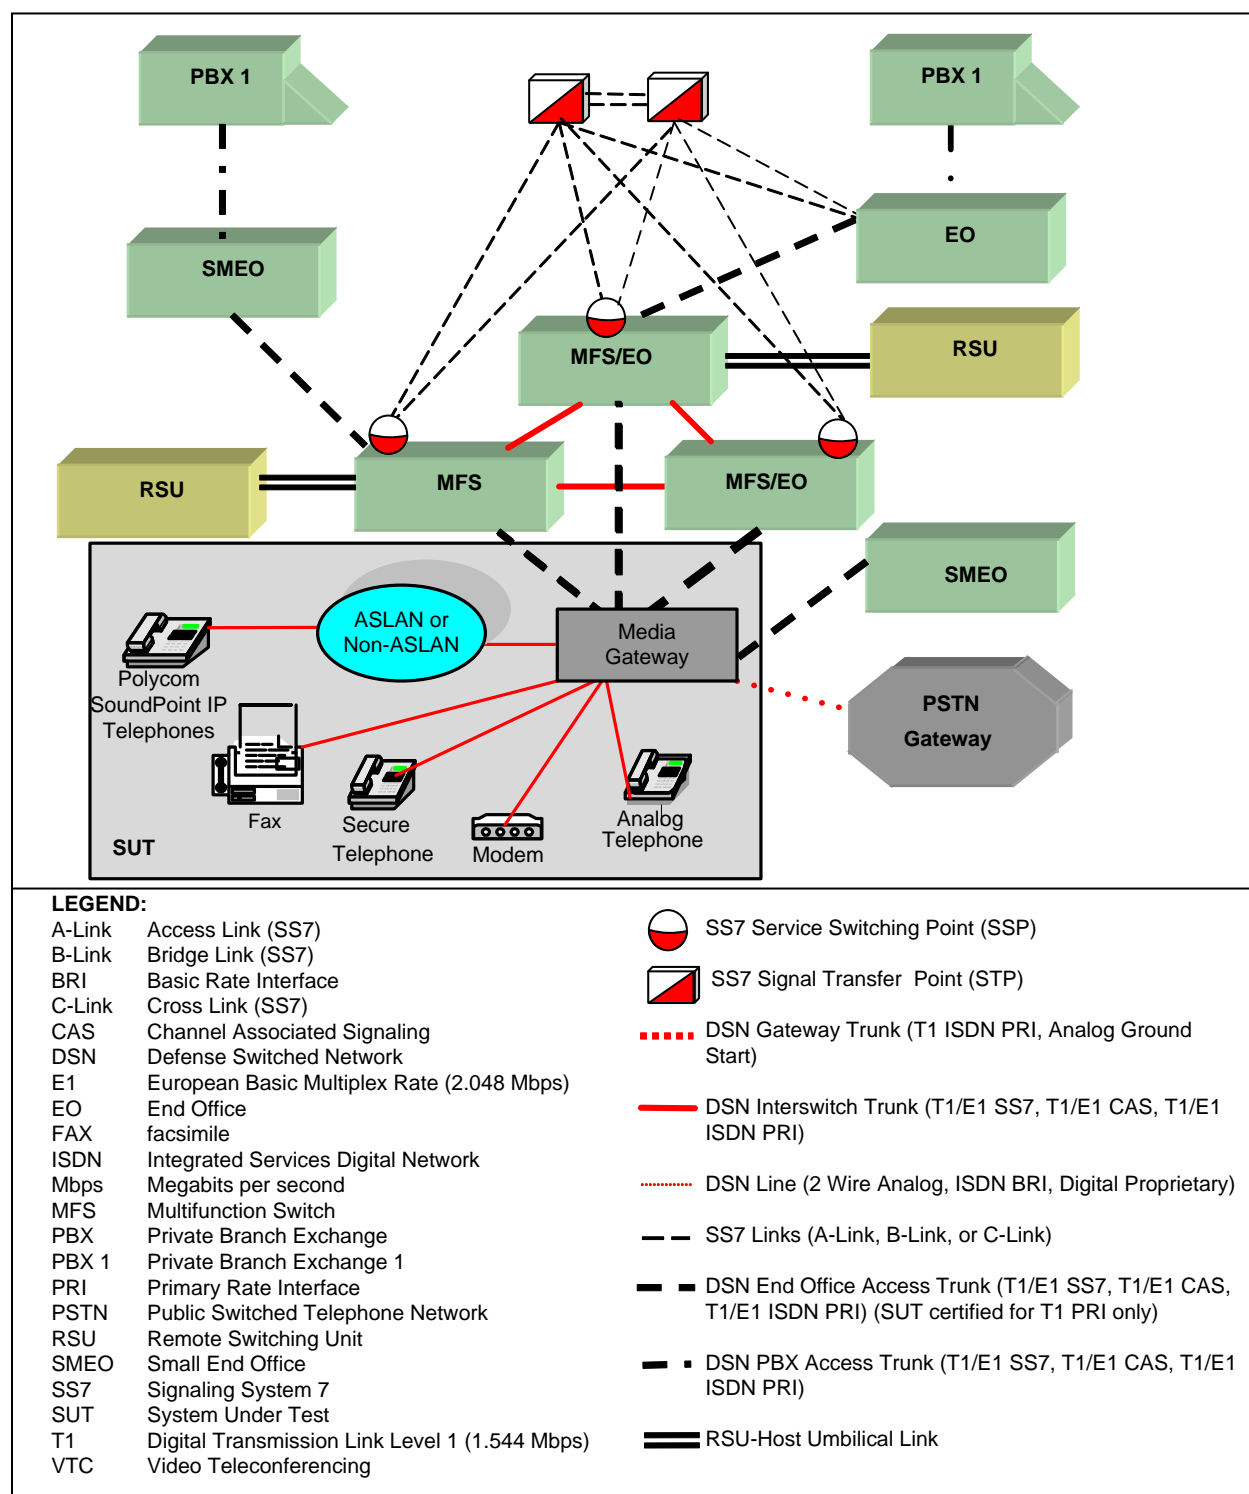 PBX 1
PBX 1
SMEO
EO
MFS/EO
RSU
RSU
MFS
MFS/EO
SMEO
ASLAN or
Non-ASLAN
Media
Gateway
Polycom
SoundPoint IP
Telephones
PSTN
Gateway
Fax
Secure
Telephone
Modem
Analog
Telephone
SUT
LEGEND:
A-Link Access Link (SS7)
B-Link Bridge Link (SS7)
BRI Basic Rate Interface
C-Link Cross Link (SS7)
CAS Channel Associated Signaling
DSN Defense Switched Network
E1 European Basic Multiplex Rate (2.048 Mbps)
EO End Office
FAX facsimile
ISDN Integrated Services Digital Network
Mbps Megabits per second
MFS Multifunction Switch
PBX Private Branch Exchange
PBX 1 Private Branch Exchange 1
PRI Primary Rate Interface
PSTN Public Switched Telephone Network
RSU Remote Switching Unit
SMEO Small End Office
SS7 Signaling System 7
SUT System Under Test
T1 Digital Transmission Link Level 1 (1.544 Mbps)
VTC Video Teleconferencing
SS7 Service Switching Point (SSP)
SS7 Signal Transfer Point (STP)
DSN Gateway Trunk (T1 ISDN PRI, Analog Ground
Start)
DSN Interswitch Trunk (T1/E1 SS7, T1/E1 CAS, T1/E1
ISDN PRI)
DSN Line (2 Wire Analog, ISDN BRI, Digital Proprietary)
SS7 Links (A-Link, B-Link, or C-Link)
DSN End Office Access Trunk (T1/E1 SS7, T1/E1 CAS,
T1/E1 ISDN PRI) (SUT certified for T1 PRI only)
DSN PBX Access Trunk (T1/E1 SS7, T1/E1 CAS, T1/E1
ISDN PRI)
RSU-Host Umbilical Link